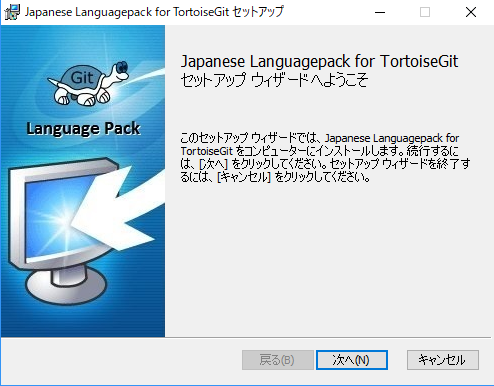 Japanese Languagepack for TortoiseGit セットアップ
Git
Language Pack
Japanese Languagepack for TortoiseGit
セットアップ ウィザードへようこそ
このセットアップ ウィザードでは、Japanese Languagepack for
TortoiseGit をコンピューターにインストールします。続行するに
は、[次へ] をクリックしてください。セットアップ ウィザードを終了す
るには、[キャンセル] をクリックしてください。
戻る(B)
次へ(N)
キャンセル